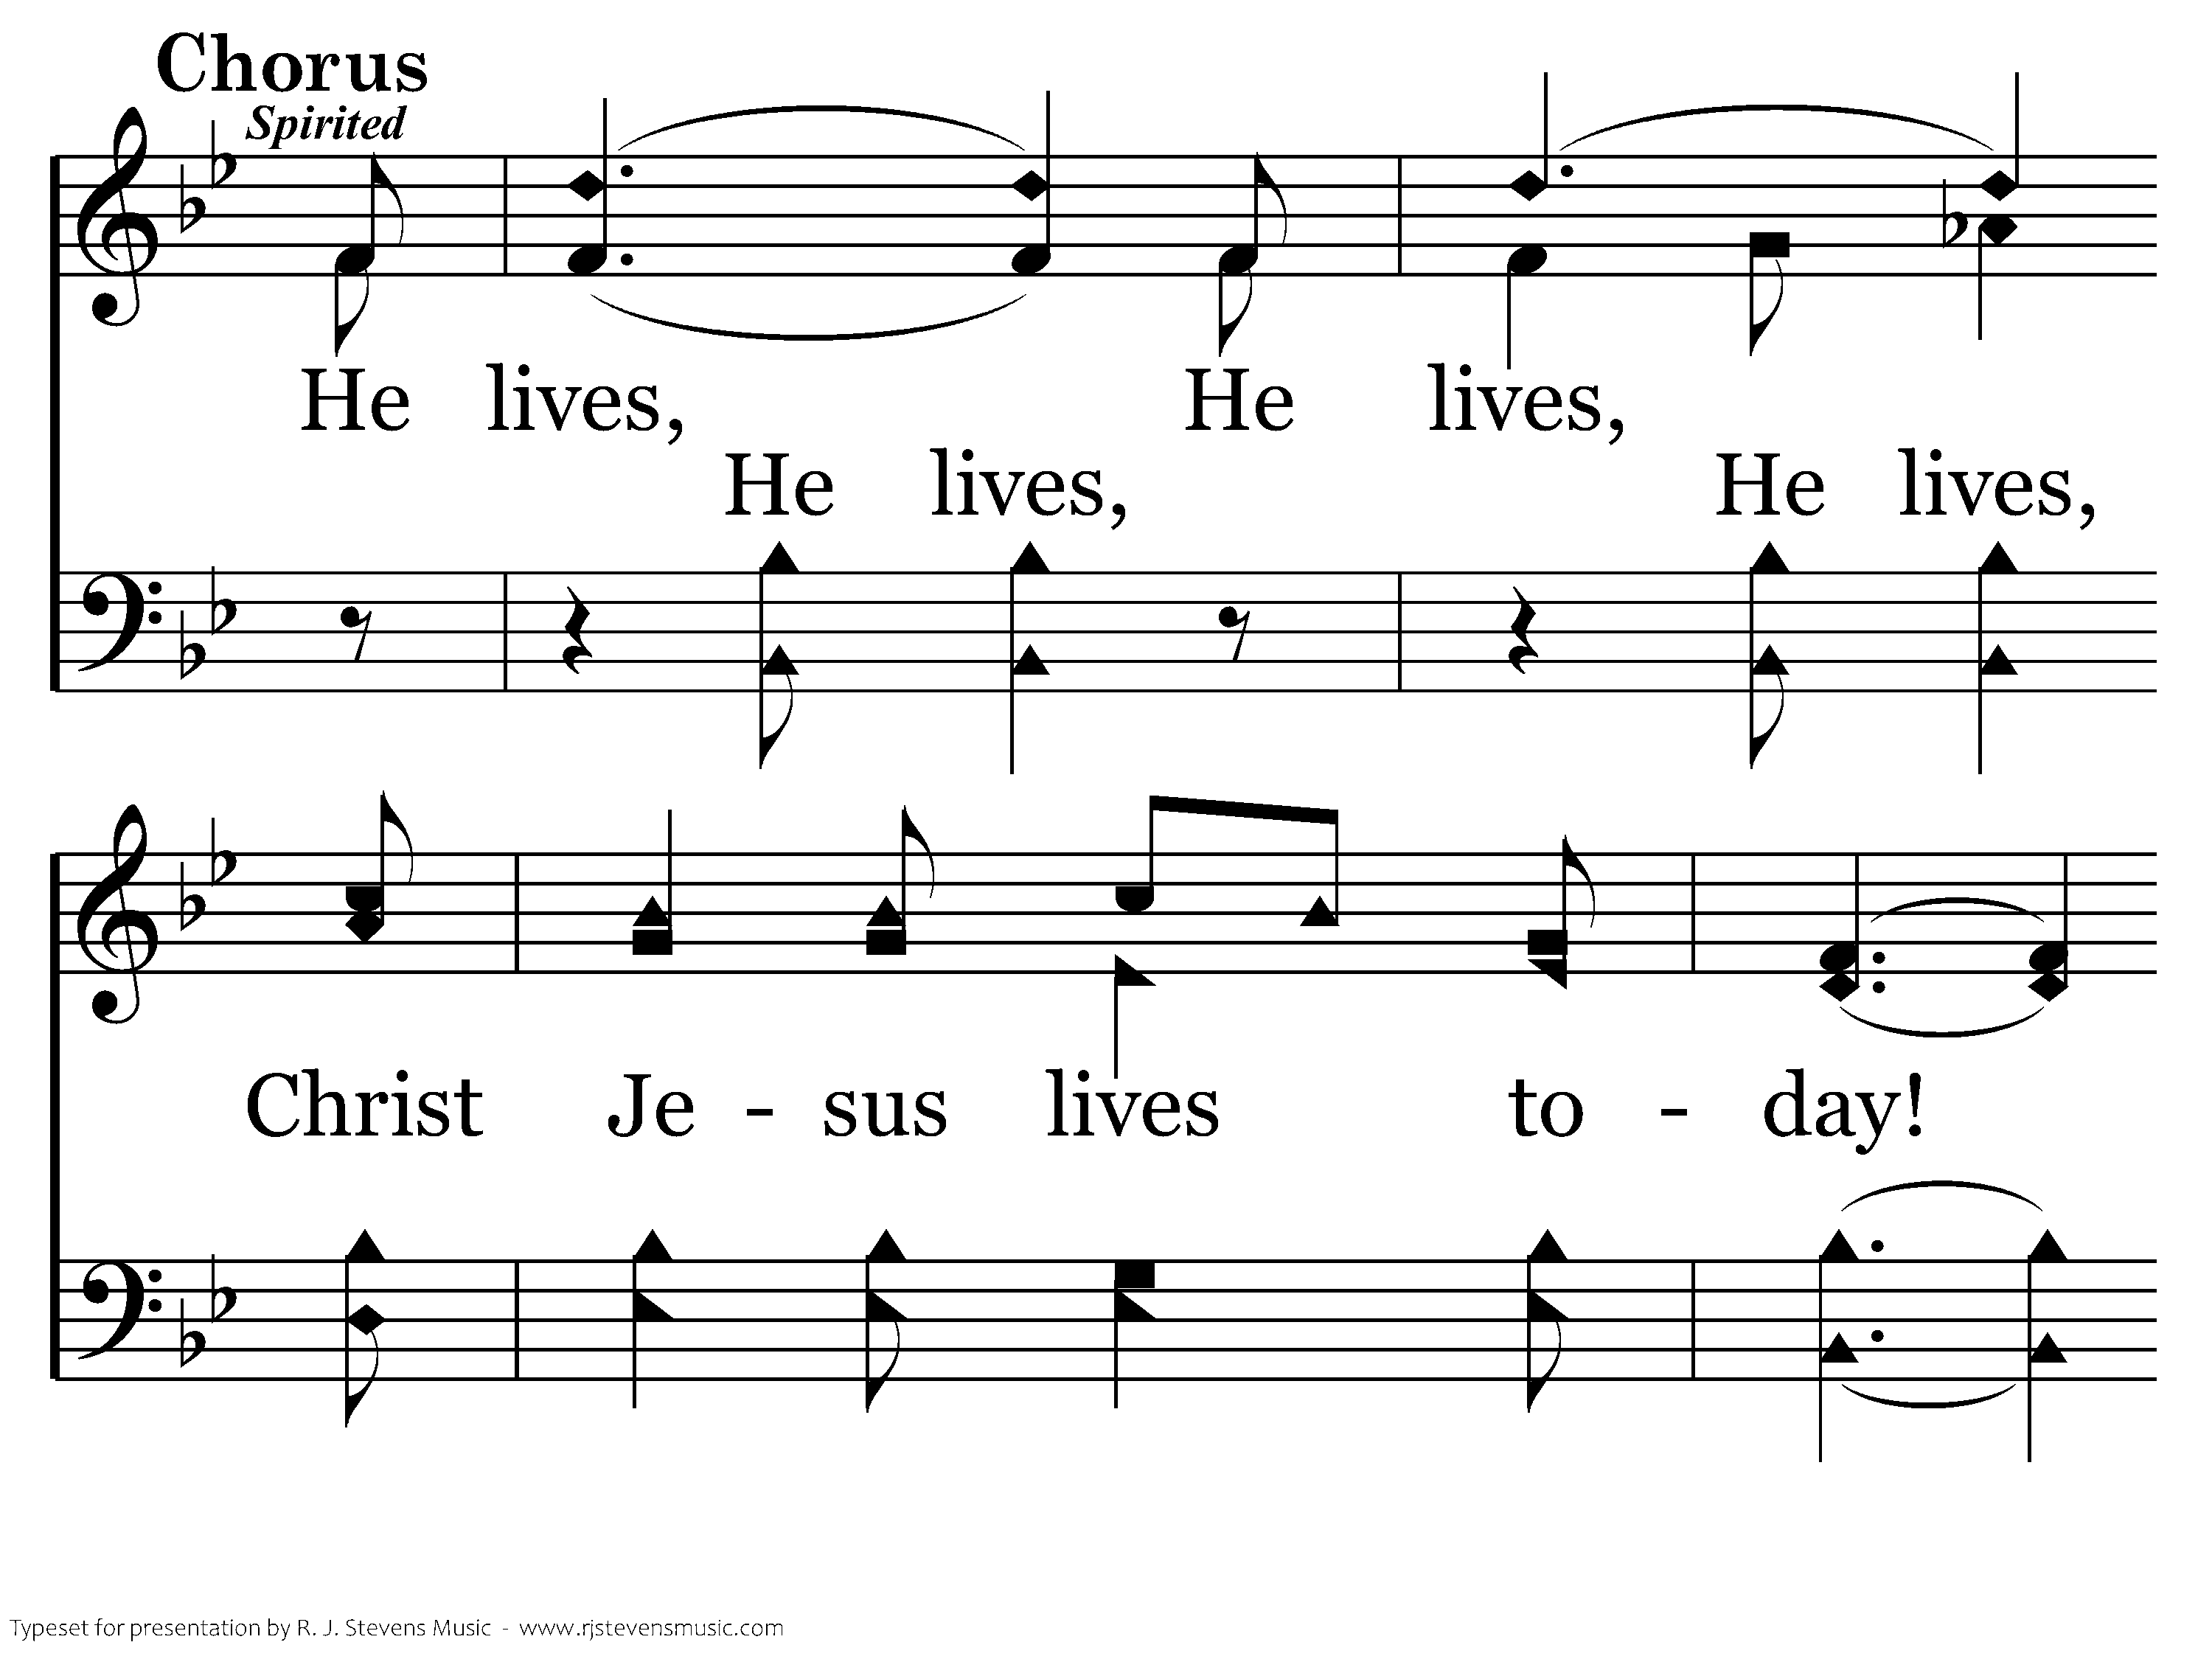 Chorus
Spirited
He lives, He lives,
He lives, He lives,
Christ Je - sus lives to - day!
Typeset for presentation by R. J. Stevens Music - www.rjstevensmusic.com